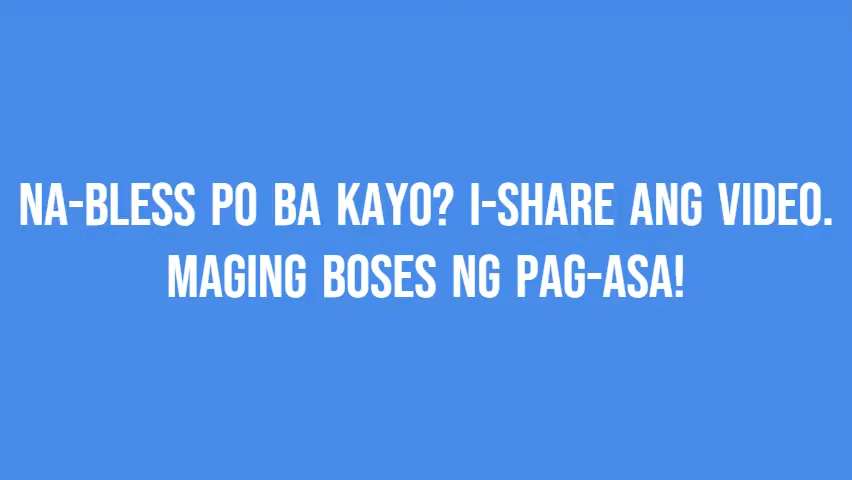 NA-BLESS PO BA KAYO? I-SHARE ANG VIDEO.
MAGING BOSES NG PAG-ASA!